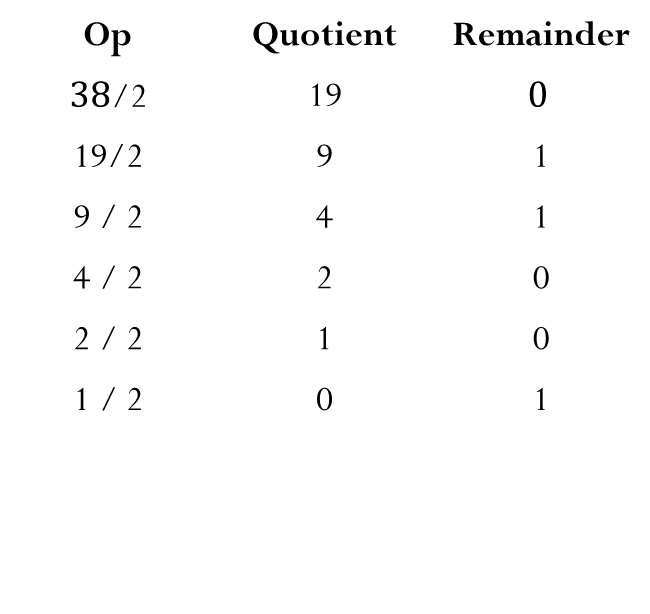 Op Quotient Remainder
38/2 19 0
19/2 9 1
9 / 2 4 1
4 / 2 2 0
2 / 2 1 0
1 / 2 0 1